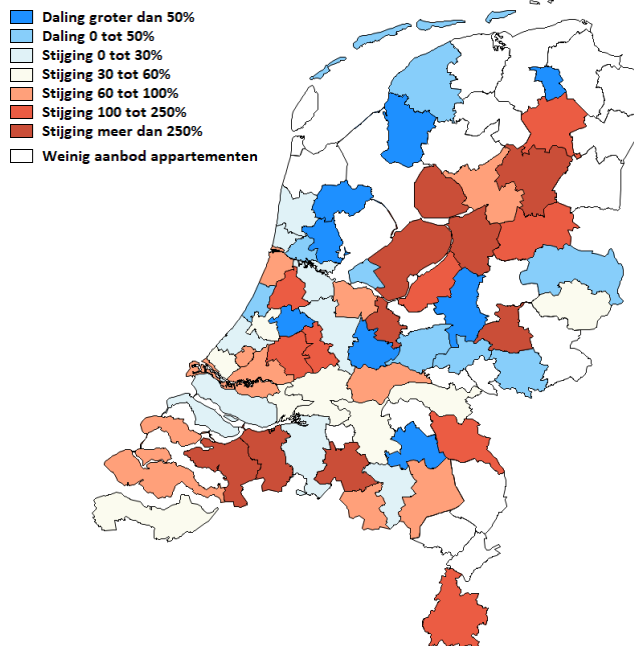 Daling groter dan 50%
Daling 0 tot 50%
Stijging 0 tot 30%
Stijging 30 tot 60%
Stijging 60 tot 100%
Stijging 100 tot 250%
Stijging meer dan 250%
Weinig aanbod appartementen